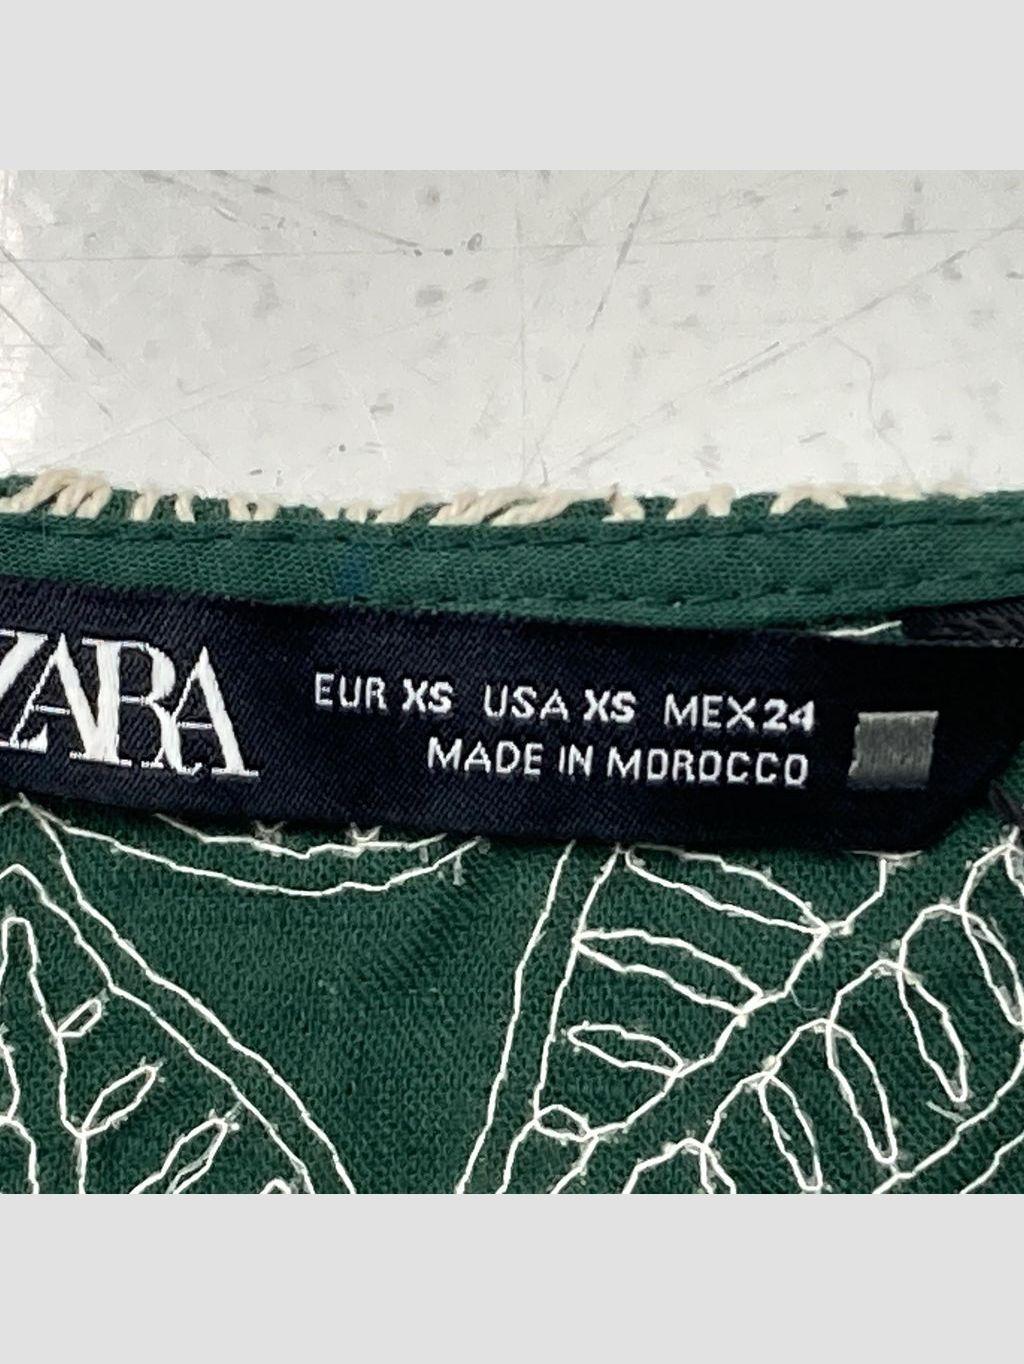 ZARA
EUR XS USA XS MEX 24
MADE IN MOROCCO